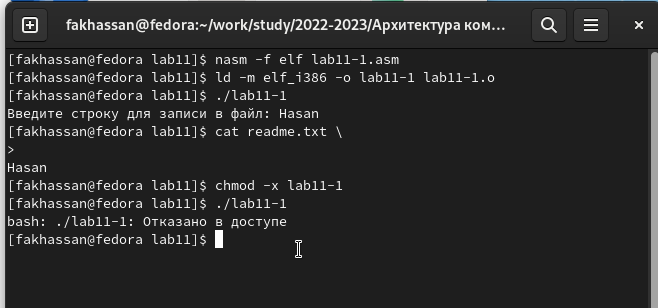 fakhassan@fedora:~/work/study/2022-2023/Архитектура ком...
[fakhassan@fedora lab11]$ nasm -f elf lab11-1.asm
[fakhassan@fedora lab11]$ ld -m elf_i386 -o lab11-1 lab11-1.o
[fakhassan@fedora lab11]$ ./lab11-1
Введите строку для записи в файл: Hasan
[fakhassan@fedora lab11]$ cat readme.txt \
>
Hasan
[fakhassan@fedora lab11]$ chmod -x lab11-1
[fakhassan@fedora lab11]$ ./lab11-1
bash: ./lab11-1: Отказано в доступе
[fakhassan@fedora lab11]$